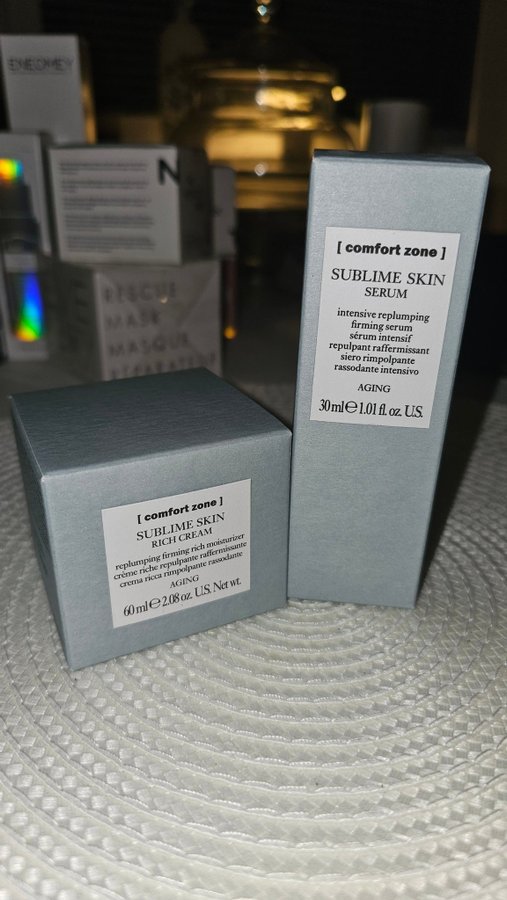 ENEOMEY
N
RESCUE
MASK
MASQUE
[ comfort zone ]
SUBLIME SKIN
SERUM
intensive replumping
firming serum
sérum intensif
repulpant raffermissant
siero rimpolpante
rassodante intensivo
AGING
30 ml ℮ 1.01 fl. oz. U.S.
[ comfort zone ]
SUBLIME SKIN
RICH CREAM
replumping firming rich moisturizer
crème riche repulpante raffermissante
crema ricca rimpolpante rassodante
AGING
60 ml ℮ 2.08 oz. U.S. Net wt.